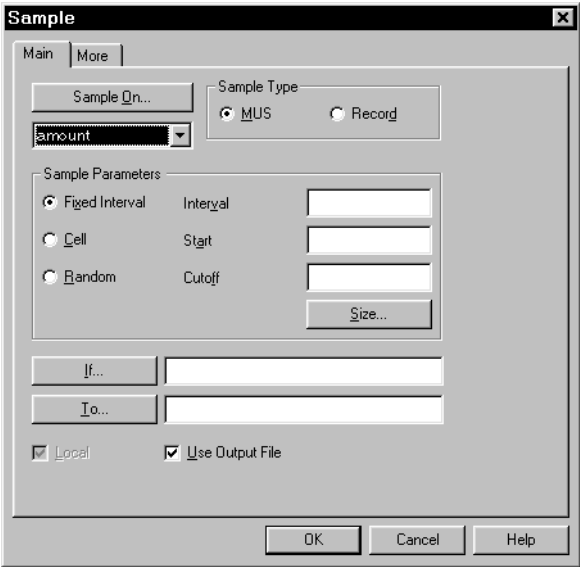 Sample
Main More
Sample On...
Sample Type
MUS Record
amount
Sample Parameters
Fixed Interval Interval
Cell Start
Random Cutoff
Size...
If...
To...
Local Use Output File
OK Cancel Help